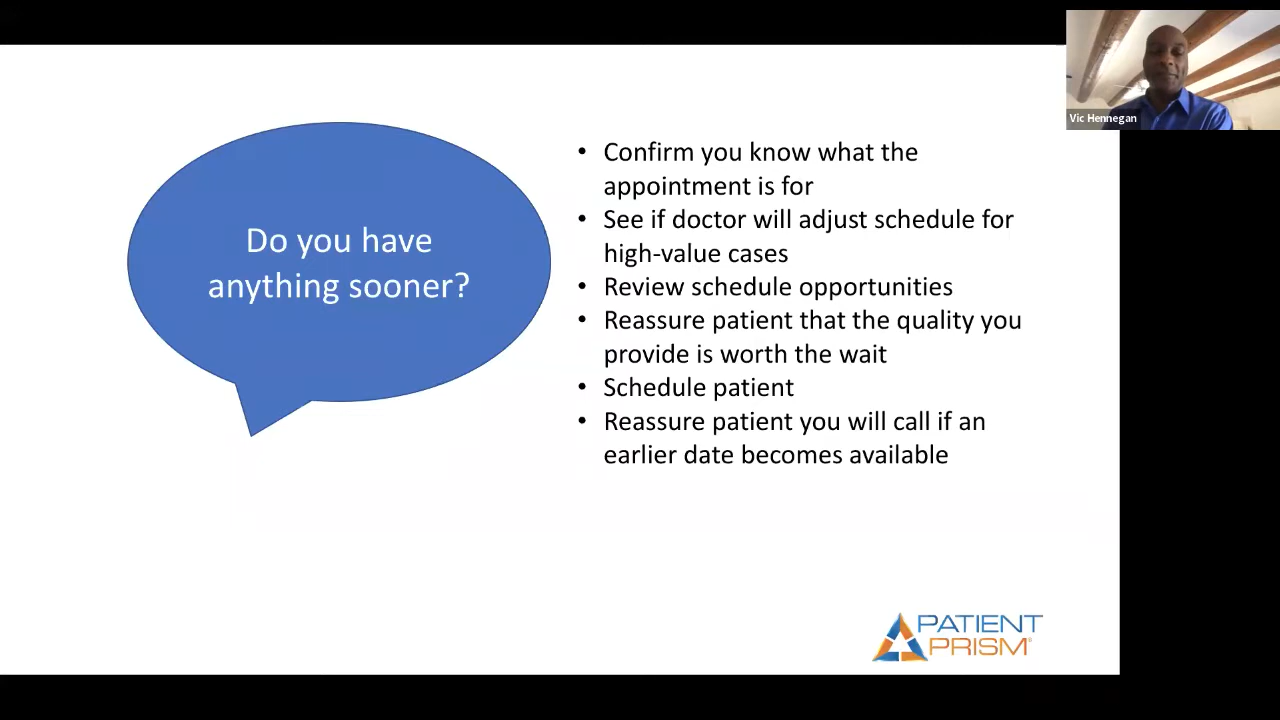 Vic Hennegan
Do you have
anything sooner?
• Confirm you know what the
appointment is for
• See if doctor will adjust schedule for
high-value cases
• Review schedule opportunities
• Reassure patient that the quality you
provide is worth the wait
• Schedule patient
• Reassure patient you will call if an
earlier date becomes available
PATIENT
PRISM®